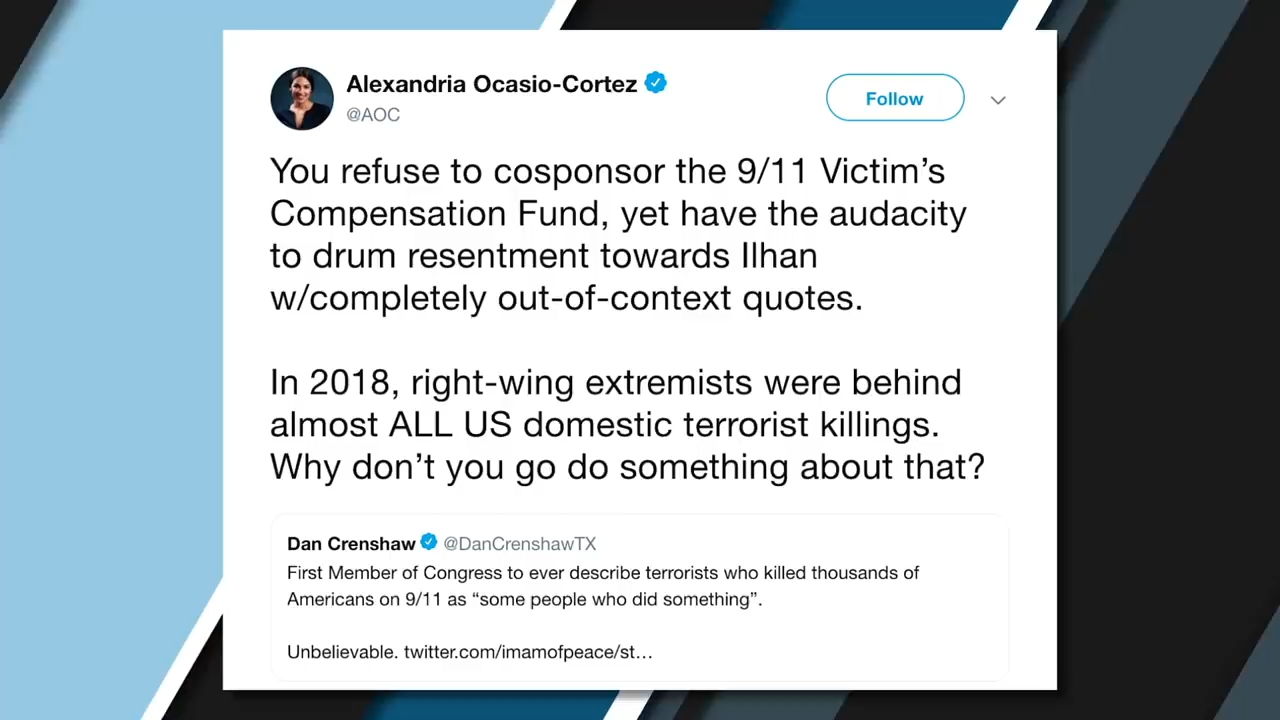 Alexandria Ocasio-Cortez
@AOC
Follow
You refuse to cosponsor the 9/11 Victim’s
Compensation Fund, yet have the audacity
to drum resentment towards Ilhan
w/completely out-of-context quotes.
In 2018, right-wing extremists were behind
almost ALL US domestic terrorist killings.
Why don’t you go do something about that?
Dan Crenshaw @DanCrenshawTX
First Member of Congress to ever describe terrorists who killed thousands of
Americans on 9/11 as “some people who did something”.
Unbelievable. twitter.com/imamofpeace/st…